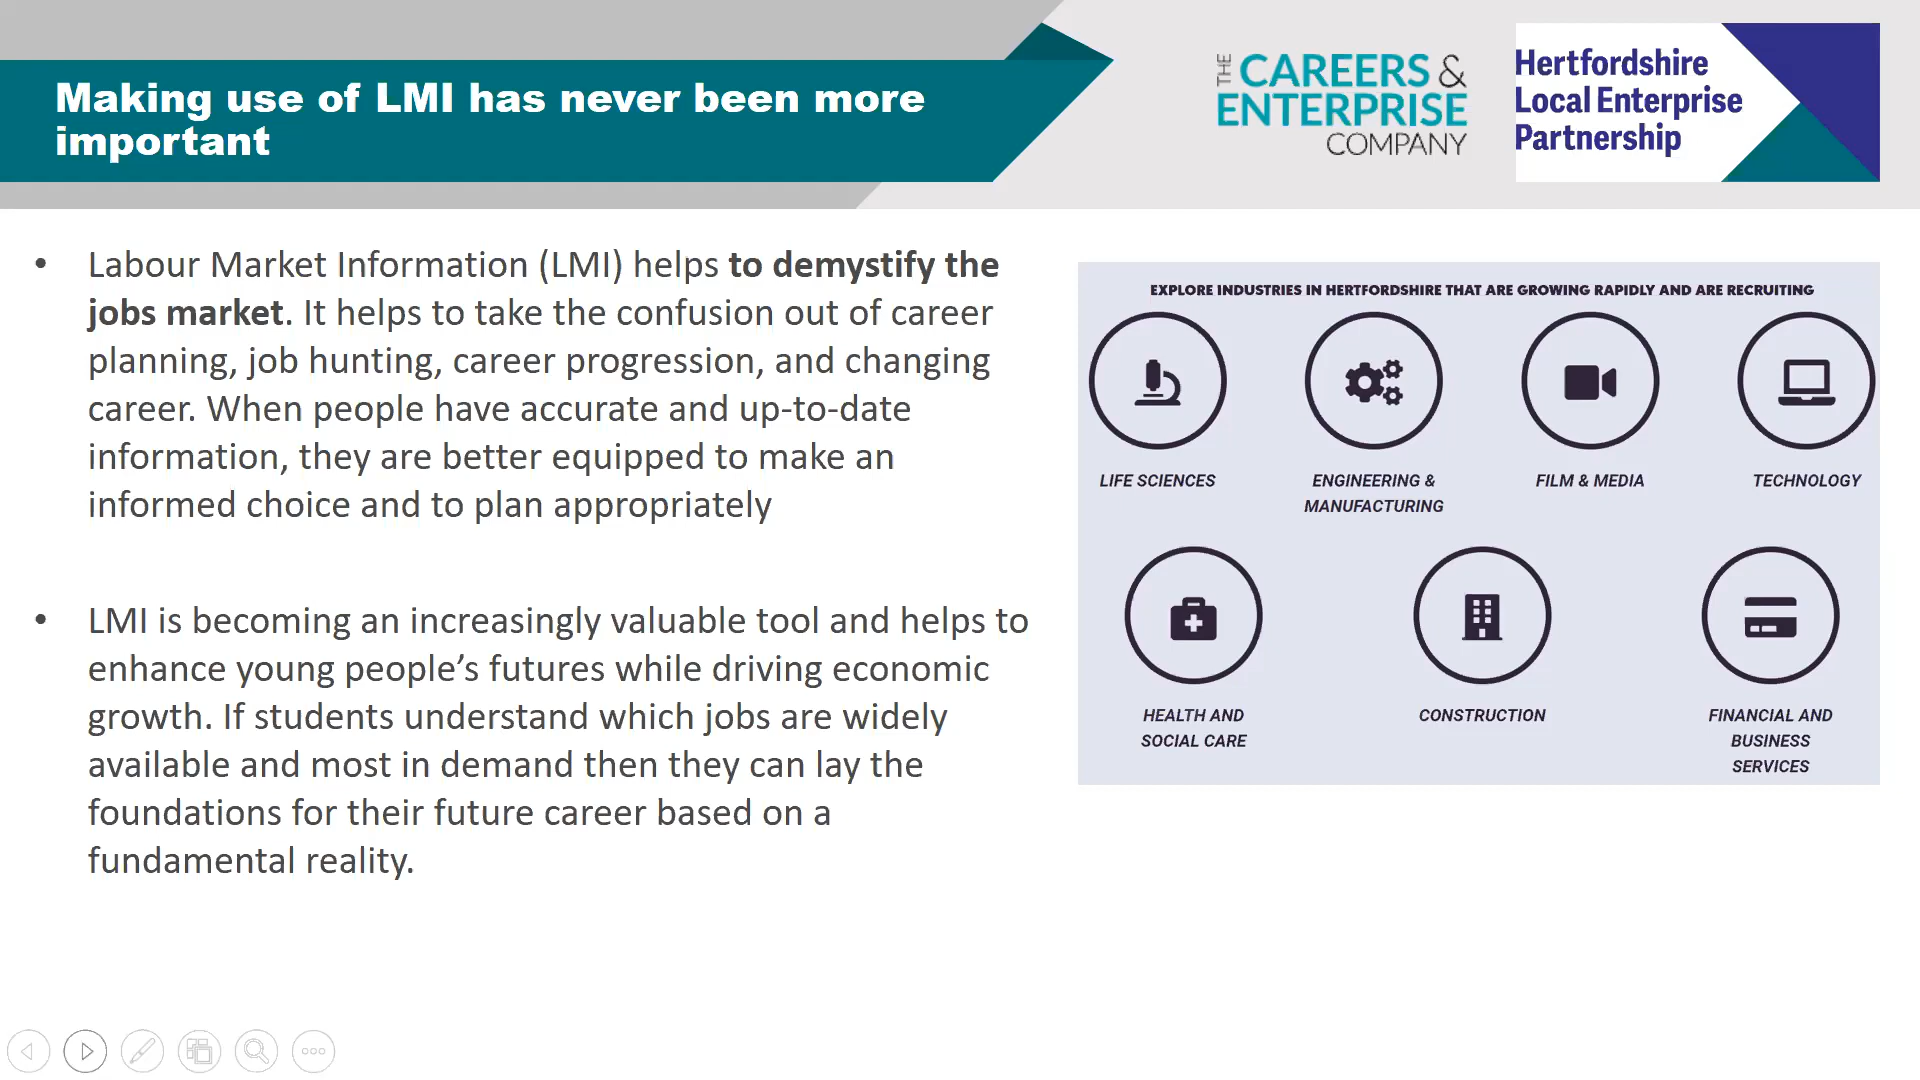 Making use of LMI has never been more
important
THE
CAREERS &
ENTERPRISE
COMPANY
Hertfordshire
Local Enterprise
Partnership
• Labour Market Information (LMI) helps to demystify the
jobs market. It helps to take the confusion out of career
planning, job hunting, career progression, and changing
career. When people have accurate and up-to-date
information, they are better equipped to make an
informed choice and to plan appropriately
• LMI is becoming an increasingly valuable tool and helps to
enhance young people’s futures while driving economic
growth. If students understand which jobs are widely
available and most in demand then they can lay the
foundations for their future career based on a
fundamental reality.
EXPLORE INDUSTRIES IN HERTFORDSHIRE THAT ARE GROWING RAPIDLY AND ARE RECRUITING
LIFE SCIENCES
ENGINEERING &
MANUFACTURING
FILM & MEDIA
TECHNOLOGY
HEALTH AND
SOCIAL CARE
CONSTRUCTION
FINANCIAL AND
BUSINESS
SERVICES